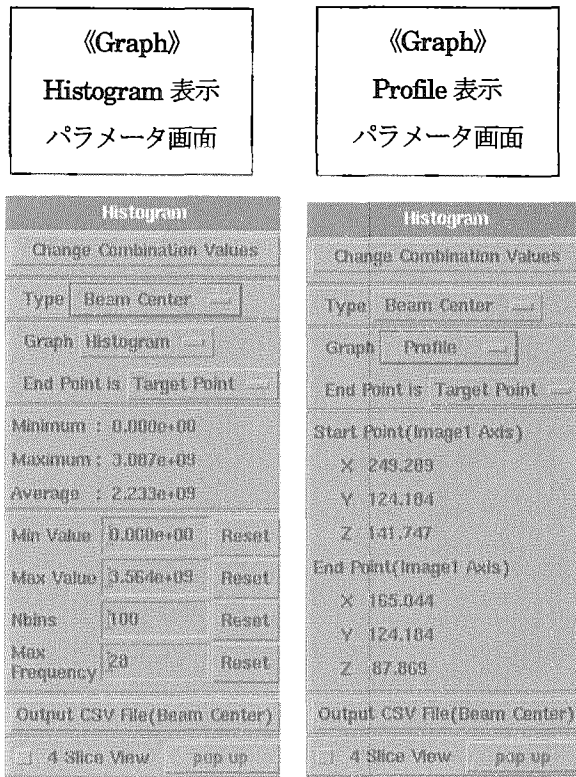 《Graph》
Histogram 表示
パラメータ画面
《Graph》
Profile 表示
パラメータ画面
Histogram
Change Combination Values
Type Beam Center
Graph Histogram
End Point is Target Point
Minimum : 0.000e+00
Maximum : 3.087e+09
Average : 2.233e+09
Min Value 0.000e+00 Reset
Max Value 3.564e+09 Reset
Nbins 100 Reset
Max Frequency 28 Reset
Output CSV File(Beam Center)
4 Slice View pop up
Histogram
Change Combination Values
Type Beam Center
Graph Profile
End Point is Target Point
Start Point(Image1 Axis)
X 249.209
Y 124.184
Z 141.747
End Point(Image1 Axis)
X 165.044
Y 124.184
Z 87.869
Output CSV File(Beam Center)
4 Slice View pop up